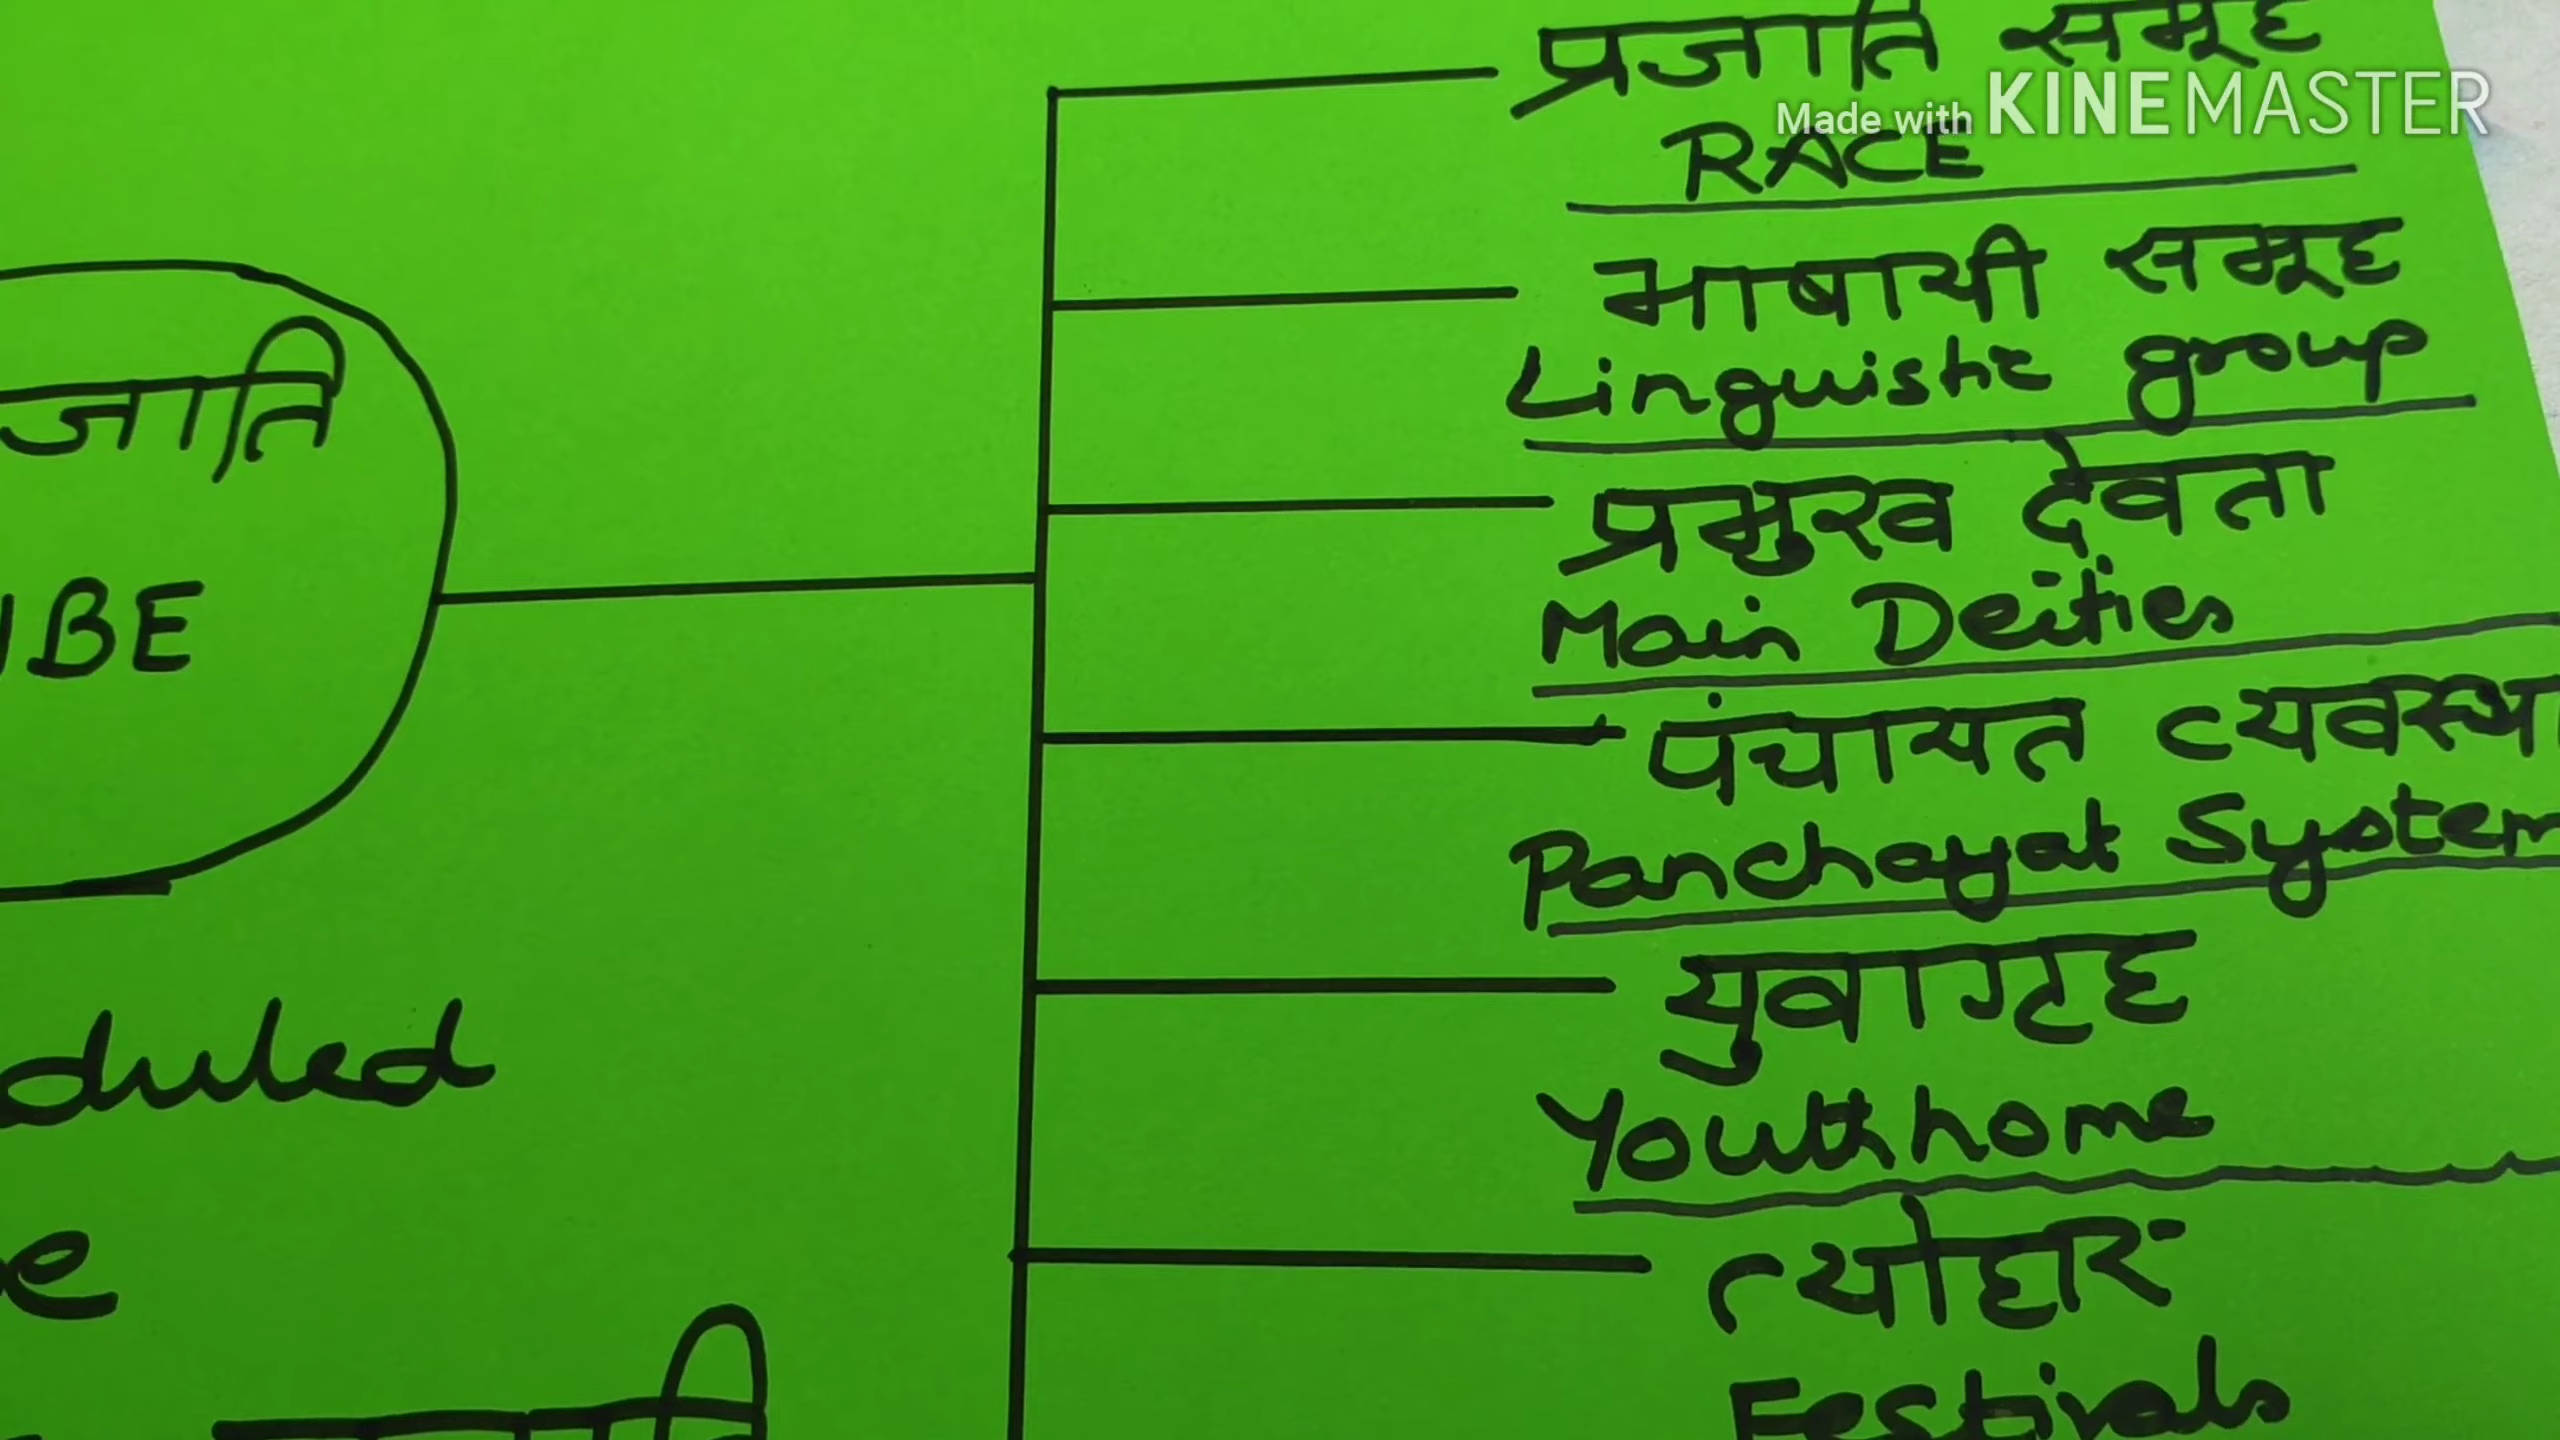 प्रजाति समूह
Made with KINEMASTER
RACE
भाषायी समूह
Linguistic group
प्रमुख देवता
Main Deities
पंचायत व्यवस्था
Panchayat System
युवागृह
Youthhome
त्योहार
Festivals
जाति
IBE
duled
e